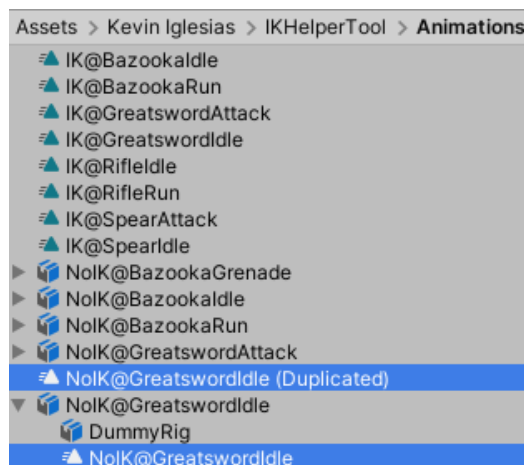 Assets > Kevin Iglesias > IKHelperTool > Animations
IK@BazookaIdle
IK@BazookaRun
IK@GreatswordAttack
IK@GreatswordIdle
IK@RifleIdle
IK@RifleRun
IK@SpearAttack
IK@SpearIdle
NoIK@BazookaGrenade
NoIK@BazookaIdle
NoIK@BazookaRun
NoIK@GreatswordAttack
NoIK@GreatswordIdle (Duplicated)
NoIK@GreatswordIdle
DummyRig
NoIK@GreatswordIdle